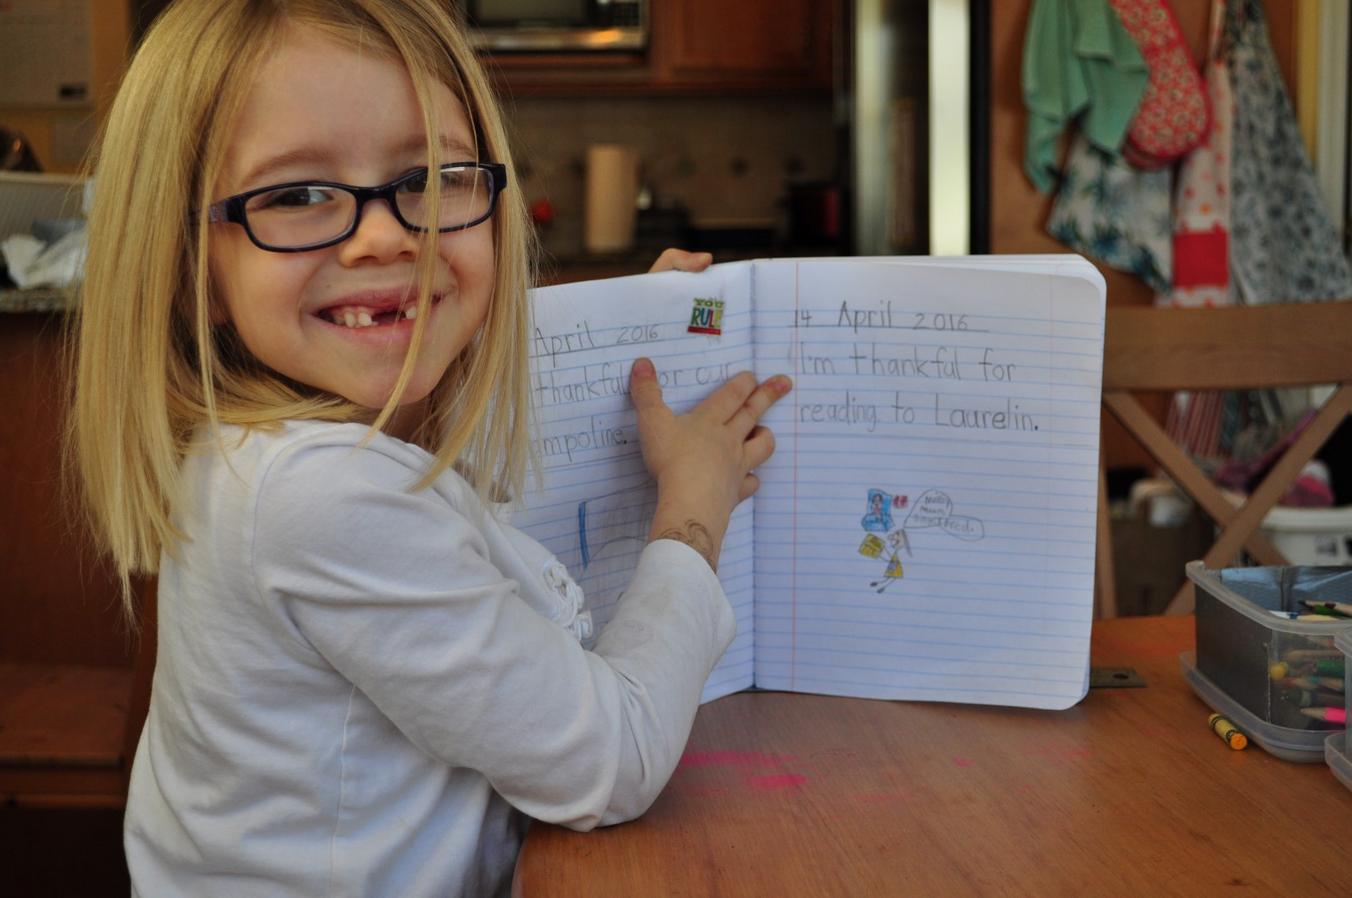 April 2016
YOU
RULE
thankful for our
ampoline.
14 April 2016
I'm thankful for
reading to Laurelin.